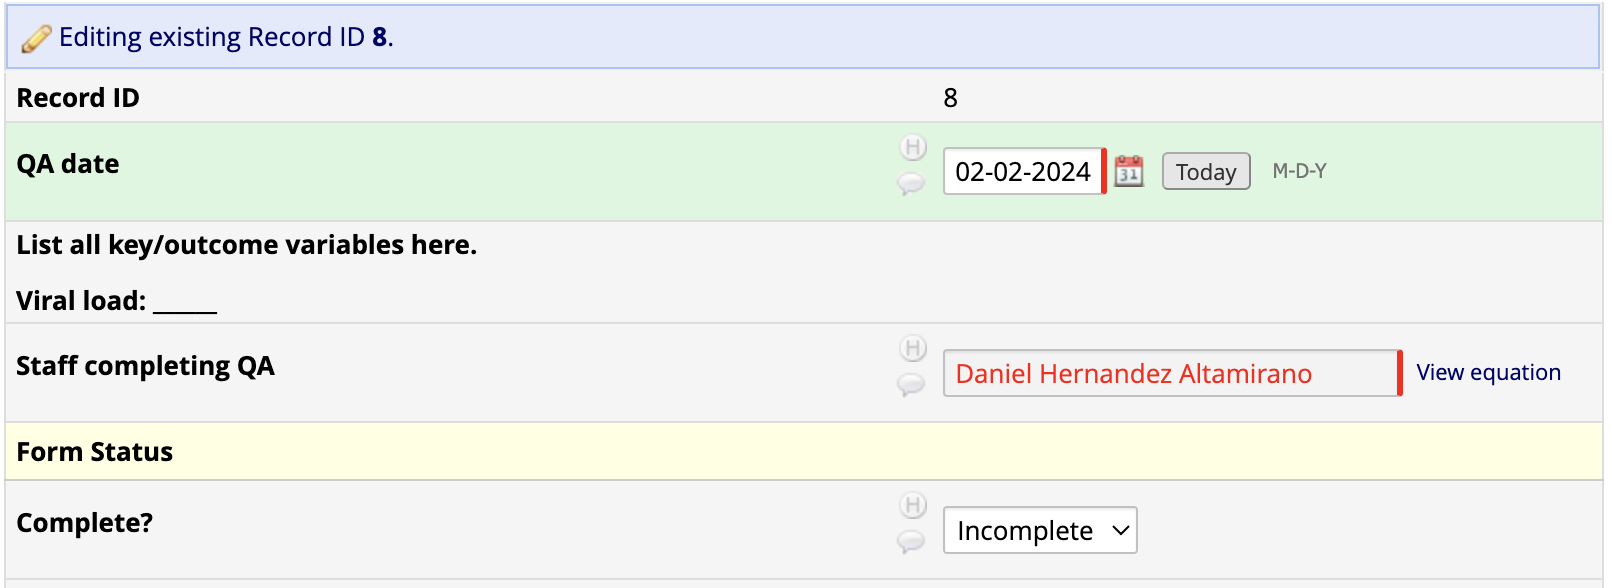 Editing existing Record ID 8.
Record ID 8
QA date H 02-02-2024 31 Today M-D-Y
List all key/outcome variables here.
Viral load: ______
Staff completing QA H Daniel Hernandez Altamirano View equation
Form Status
Complete? H Incomplete